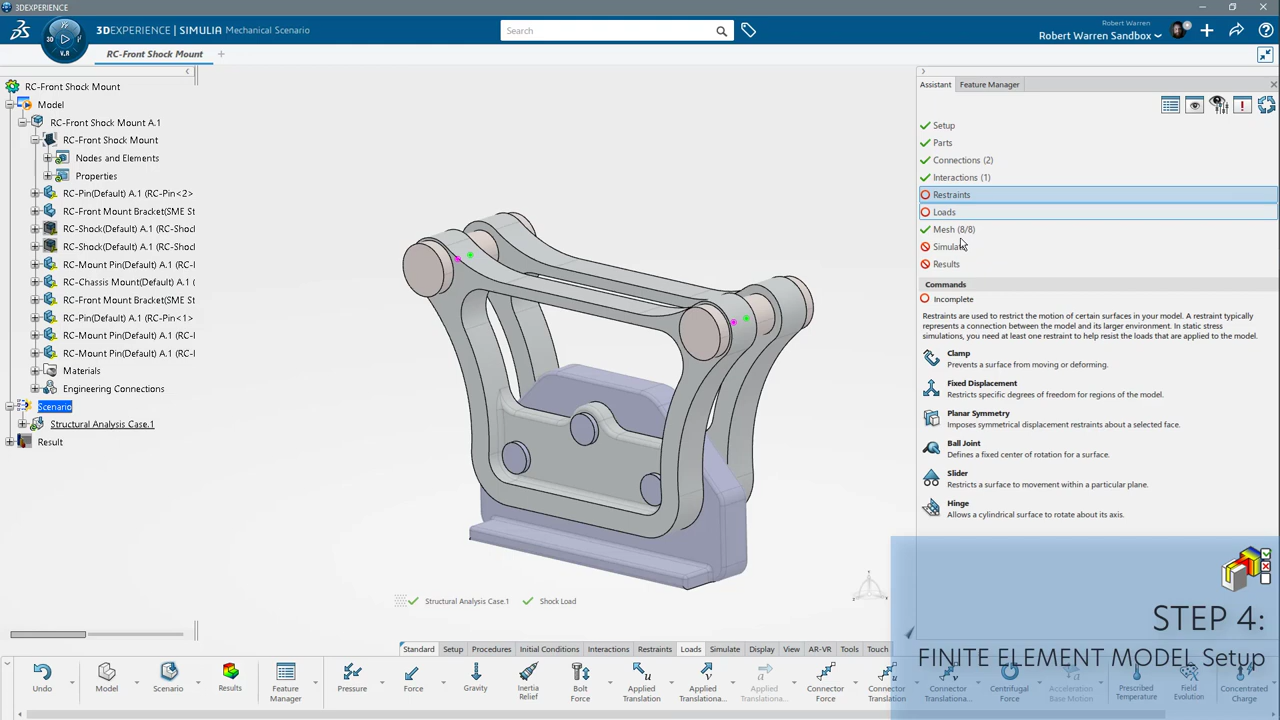 3DEXPERIENCE
3DEXPERIENCE | SIMULIA Mechanical Scenario
3D
V.R
Search
Robert Warren
Robert Warren Sandbox
RC-Front Shock Mount
+
RC-Front Shock Mount
Model
RC-Front Shock Mount A.1
RC-Front Shock Mount
Nodes and Elements
Properties
RC-Pin(Default) A.1 (RC-Pin<2>
RC-Front Mount Bracket(SME St
RC-Shock(Default) A.1 (RC-Shoc
RC-Shock(Default) A.1 (RC-Shoc
RC-Mount Pin(Default) A.1 (RC-I
RC-Chassis Mount(Default) A.1
RC-Front Mount Bracket(SME St
RC-Pin(Default) A.1 (RC-Pin<1>
RC-Mount Pin(Default) A.1 (RC-I
RC-Mount Pin(Default) A.1 (RC-I
Materials
Engineering Connections
Scenario
Structural Analysis Case.1
Result
Structural Analysis Case.1
Shock Load
Assistant
Feature Manager
Setup
Parts
Connections (2)
Interactions (1)
Restraints
Loads
Mesh (8/8)
Simulat
Results
Commands
Incomplete
Restraints are used to restrict the motion of certain surfaces in your model. A restraint typically
represents a connection between the model and its larger environment. In static stress
simulations, you need at least one restraint to help resist the loads that are applied to the model.
Clamp
Prevents a surface from moving or deforming.
Fixed Displacement
Restricts specific degrees of freedom for regions of the model.
Planar Symmetry
Imposes symmetrical displacement restraints about a selected face.
Ball Joint
Defines a fixed center of rotation for a surface.
Slider
Restricts a surface to movement within a particular plane.
Hinge
Allows a cylindrical surface to rotate about its axis.
STEP 4:
FINITE ELEMENT MODEL Setup
Standard Setup Procedures Initial Conditions Interactions Restraints Loads Simulate Display View AR-VR Tools Touch
Undo
Model
Scenario
Results
Feature
Manager
Pressure
Force
Gravity
Inertia
Relief
Bolt
Force
Applied
Translation
Applied
Translationa...
Applied
Translationa...
Connector
Force
Connector
Translation
Connector
Translationa...
Centrifugal
Force
Acceleration
Base Motion
Prescribed
Temperature
Field
Evolution
Concentrated
Charge